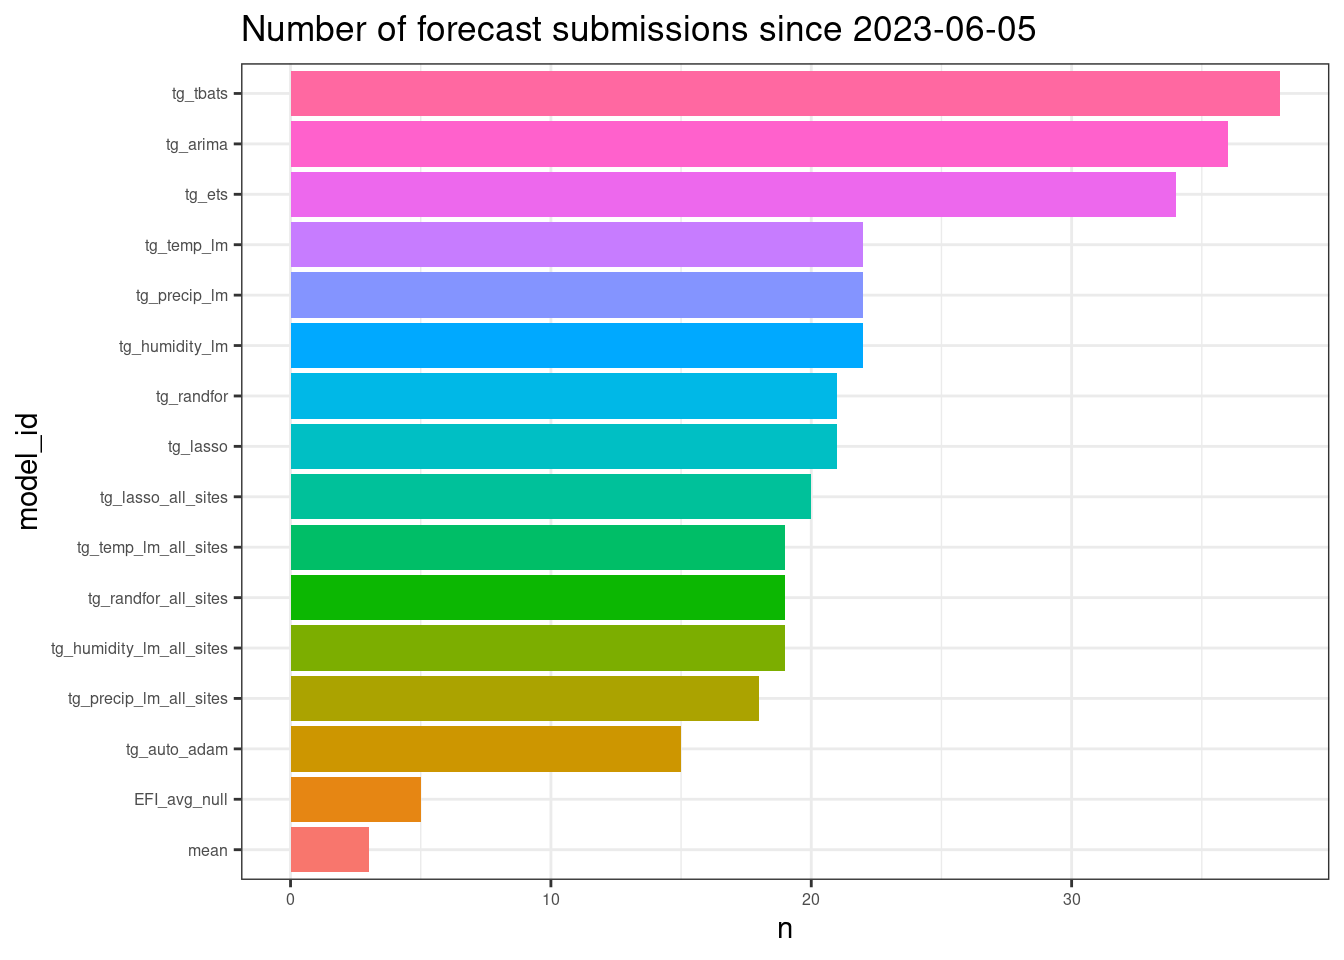 Number of forecast submissions since 2023-06-05
tg_tbats
tg_arima
tg_ets
tg_temp_lm
tg_precip_lm
tg_humidity_lm
tg_randfor
tg_lasso
tg_lasso_all_sites
tg_temp_lm_all_sites
tg_randfor_all_sites
tg_humidity_lm_all_sites
tg_precip_lm_all_sites
tg_auto_adam
EFI_avg_null
mean
model_id
0 10 20 30
n